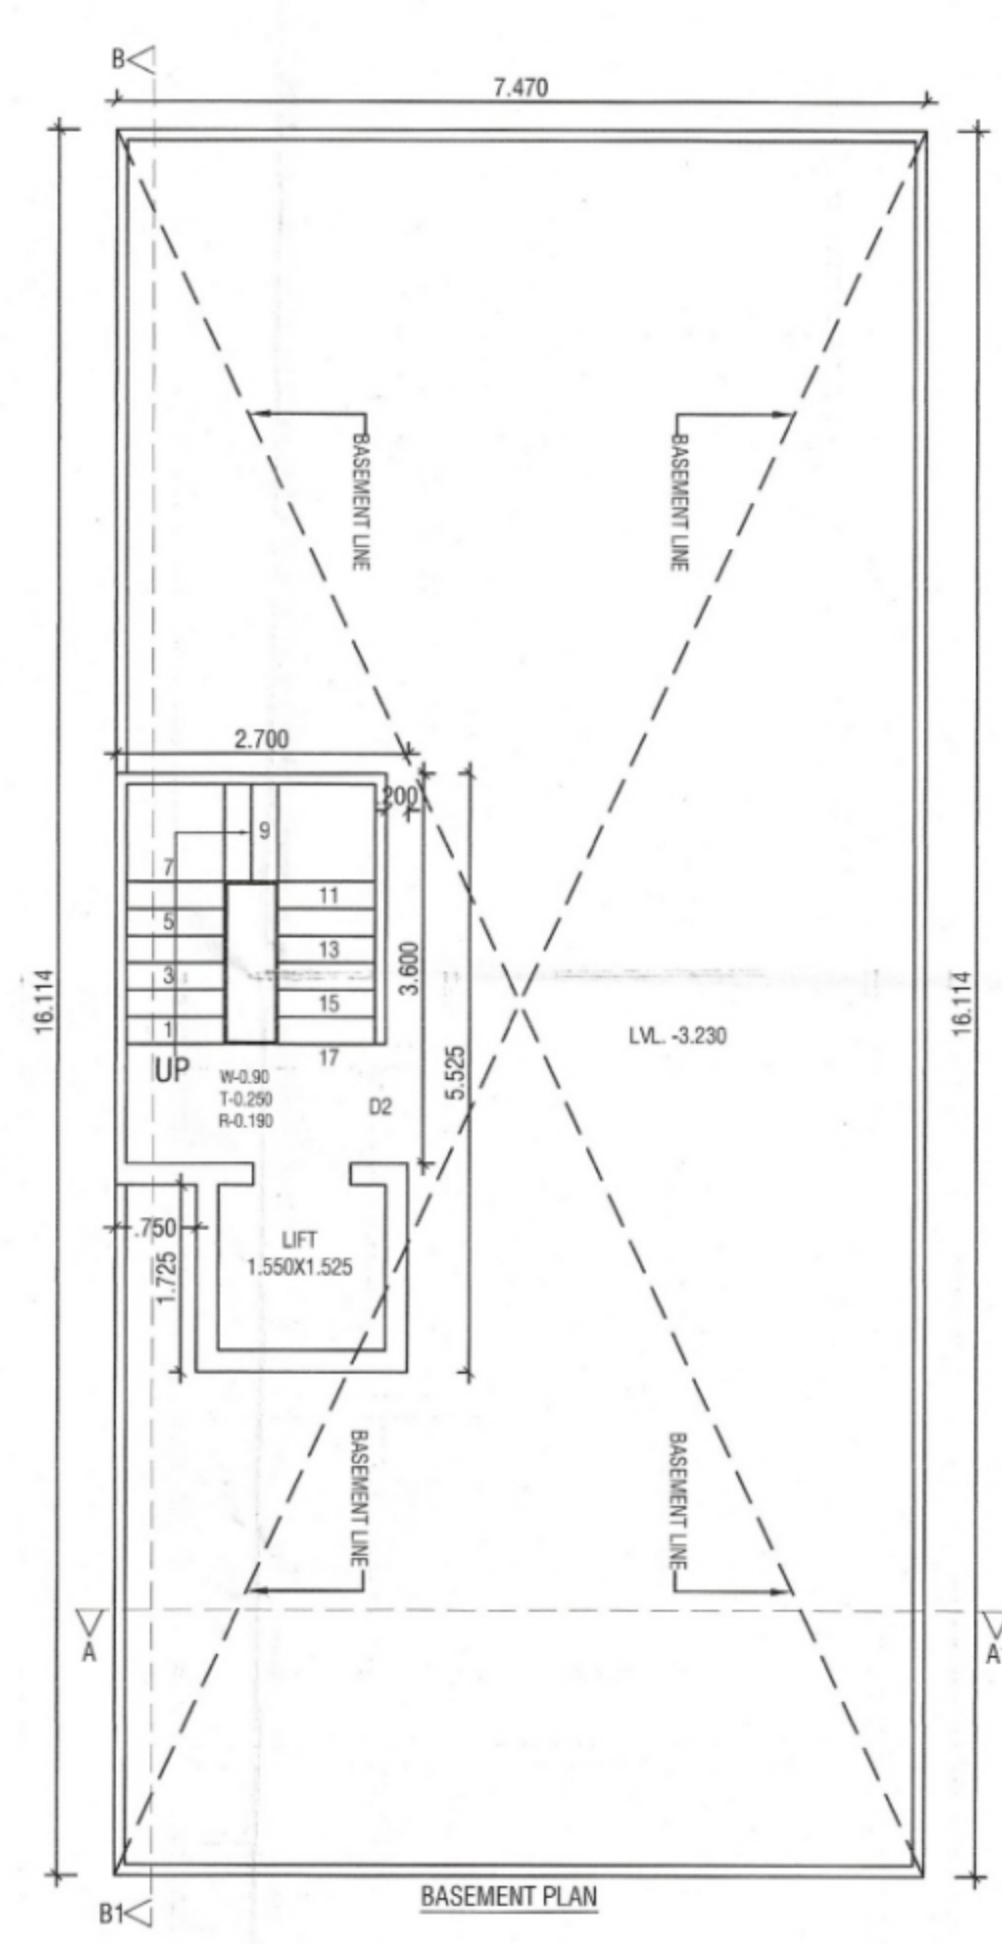 B
7.470
BASEMENT LINE
BASEMENT LINE
2.700
.200
9
7
11
5
13
3
15
1
17
3.600
5.525
16.114
16.114
LVL. -3.230
UP
W-0.90
T-0.250
R-0.190
D2
.750
1.725
LIFT
1.550X1.525
BASEMENT LINE
BASEMENT LINE
A
A
B1
BASEMENT PLAN